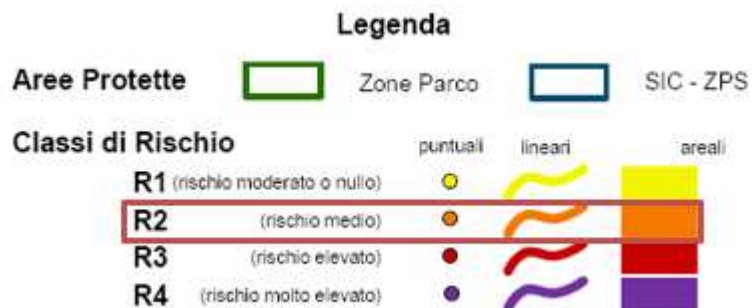 Legenda
Aree Protette Zone Parco SIC - ZPS
Classi di Rischio puntuali lineari areali
R1 (rischio moderato o nullo)
R2 (rischio medio)
R3 (rischio elevato)
R4 (rischio molto elevato)